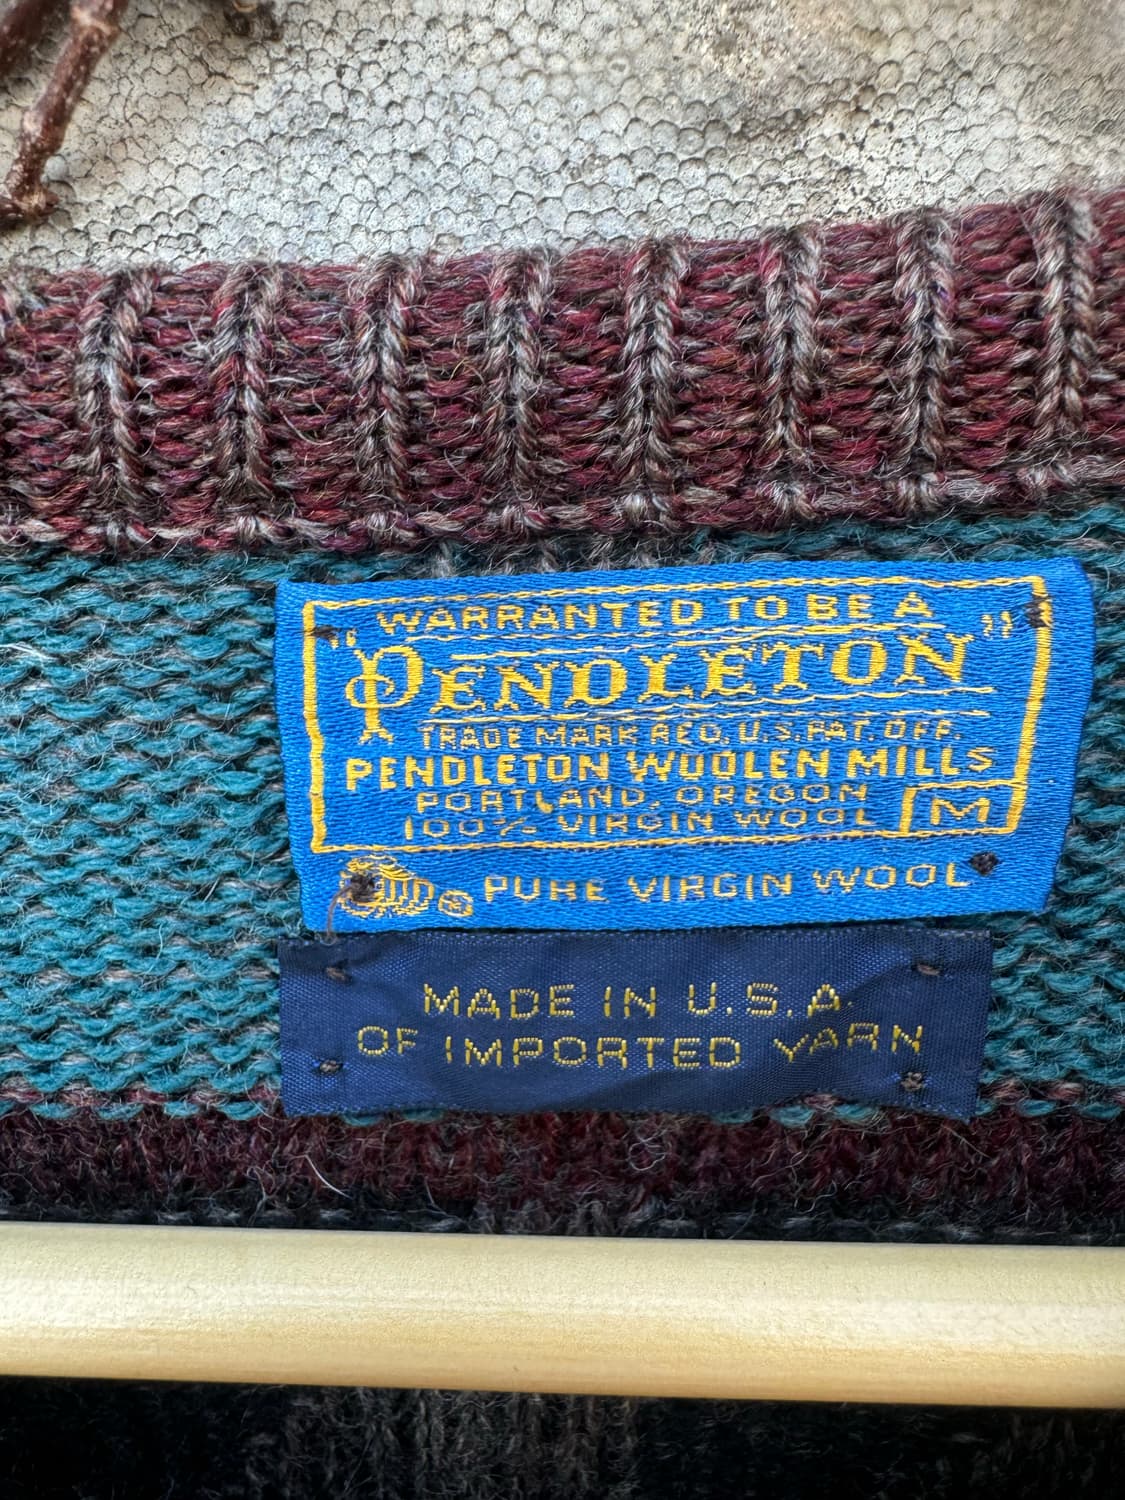 WARRANTED TO BE A
"PENDLETON"
TRADE MARK REG. U.S. PAT. OFF.
PENDLETON WOOLEN MILLS
PORTLAND, OREGON
100% VIRGIN WOOL M
® PURE VIRGIN WOOL
MADE IN U.S.A.
OF IMPORTED YARN